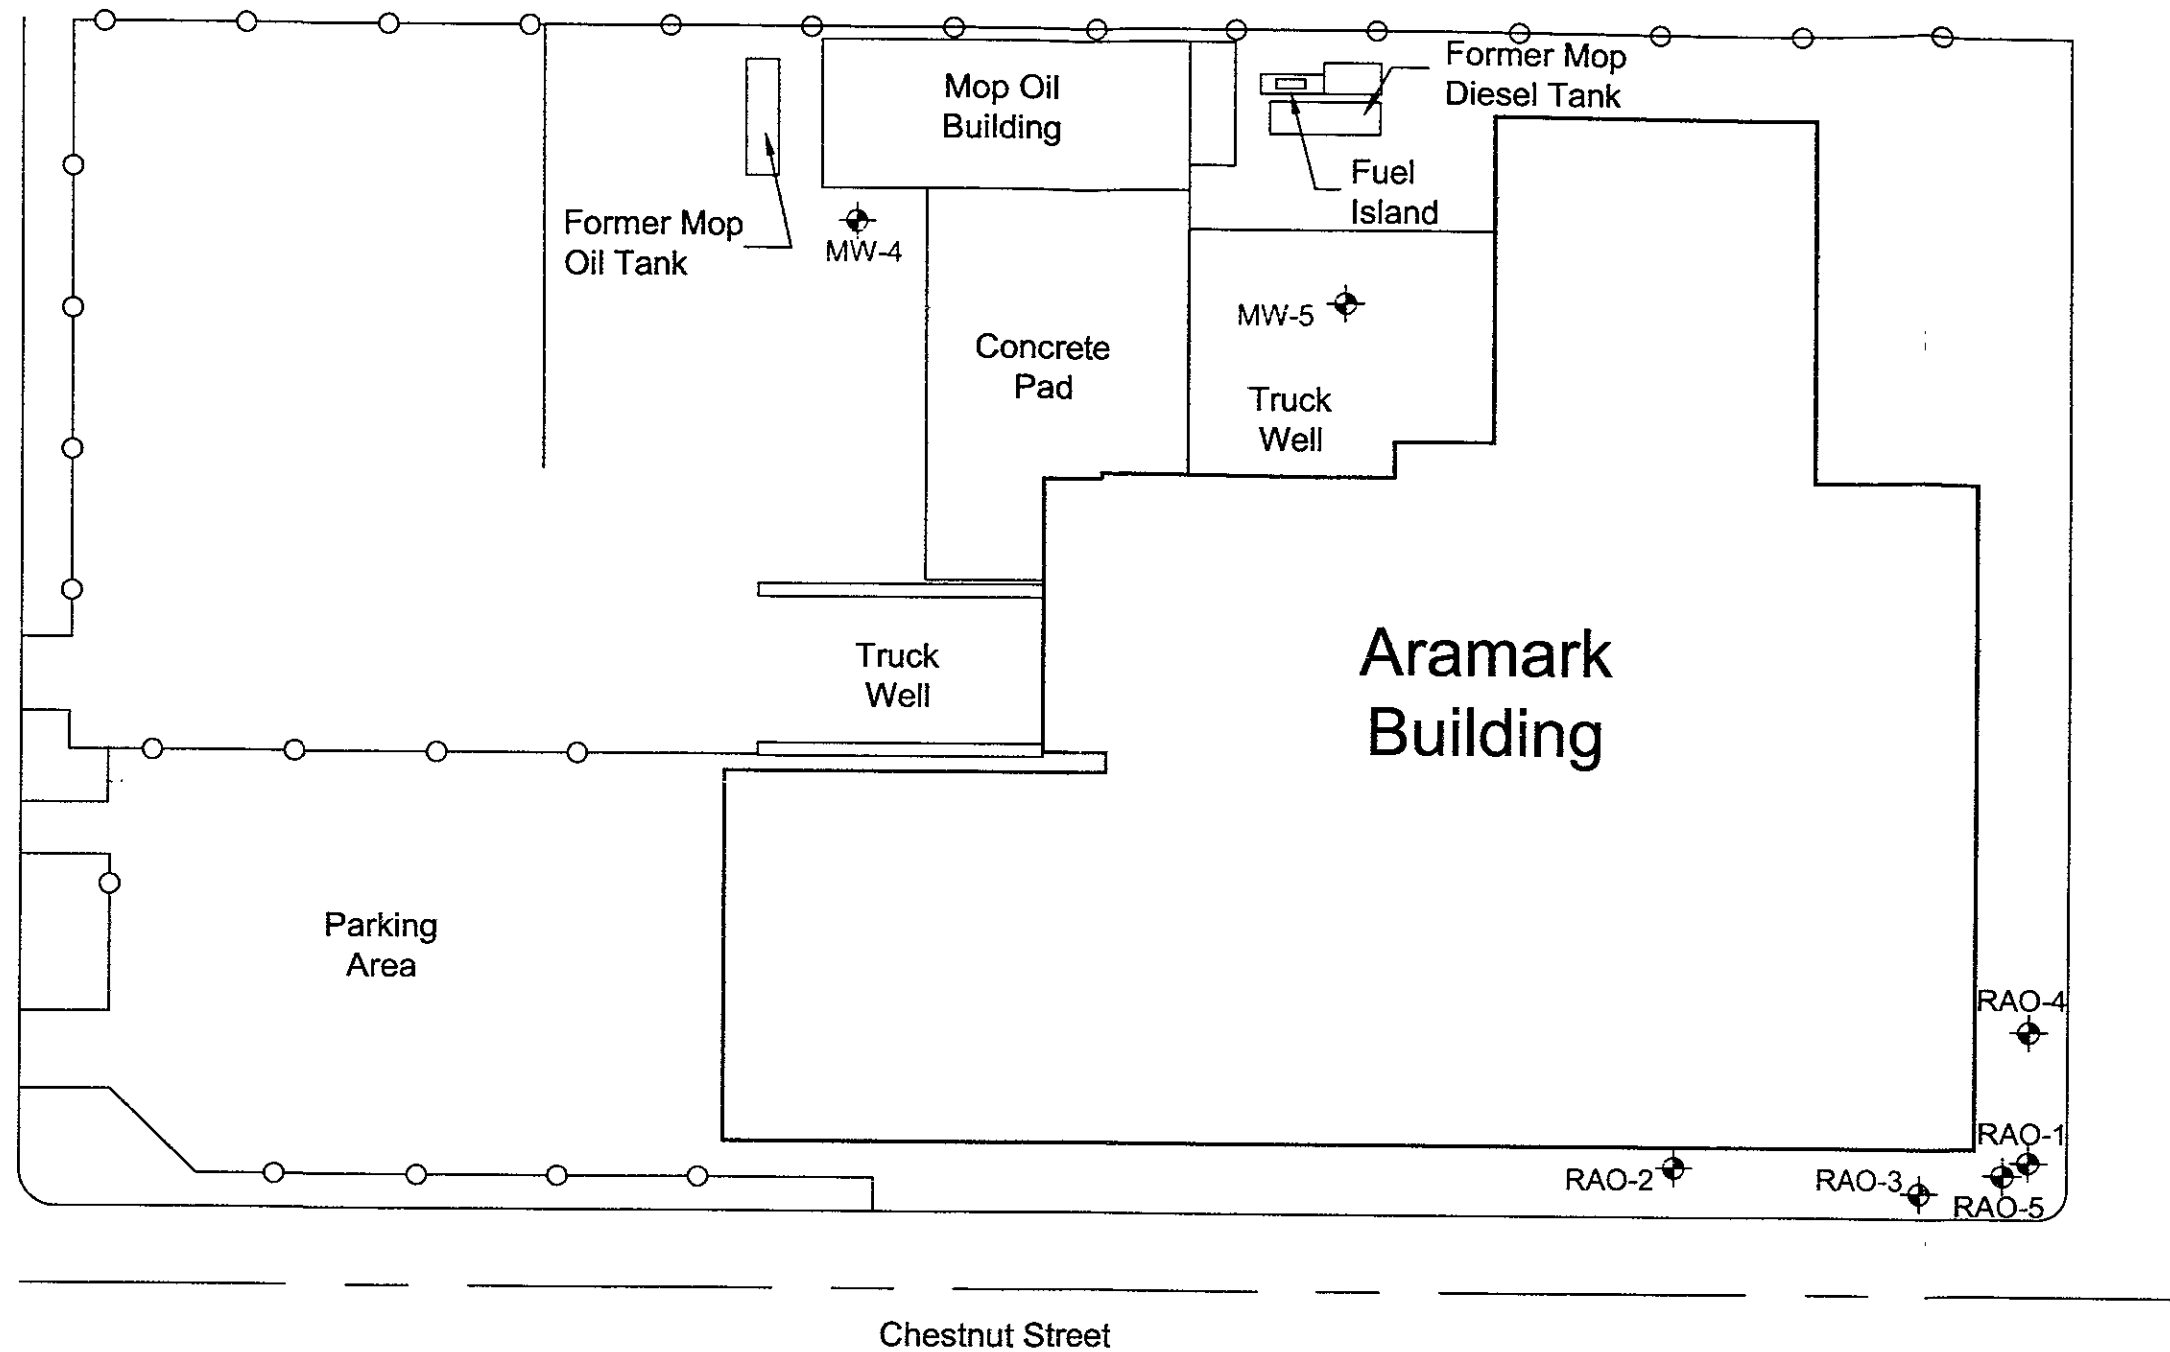 Former Mop
Diesel Tank
Mop Oil
Building
Fuel
Island
Former Mop
Oil Tank
MW-4
MW-5
Concrete
Pad
Truck
Well
Truck
Well
Aramark
Building
Parking
Area
RAO-4
RAO-1
RAO-2
RAO-3
RAO-5
Chestnut Street